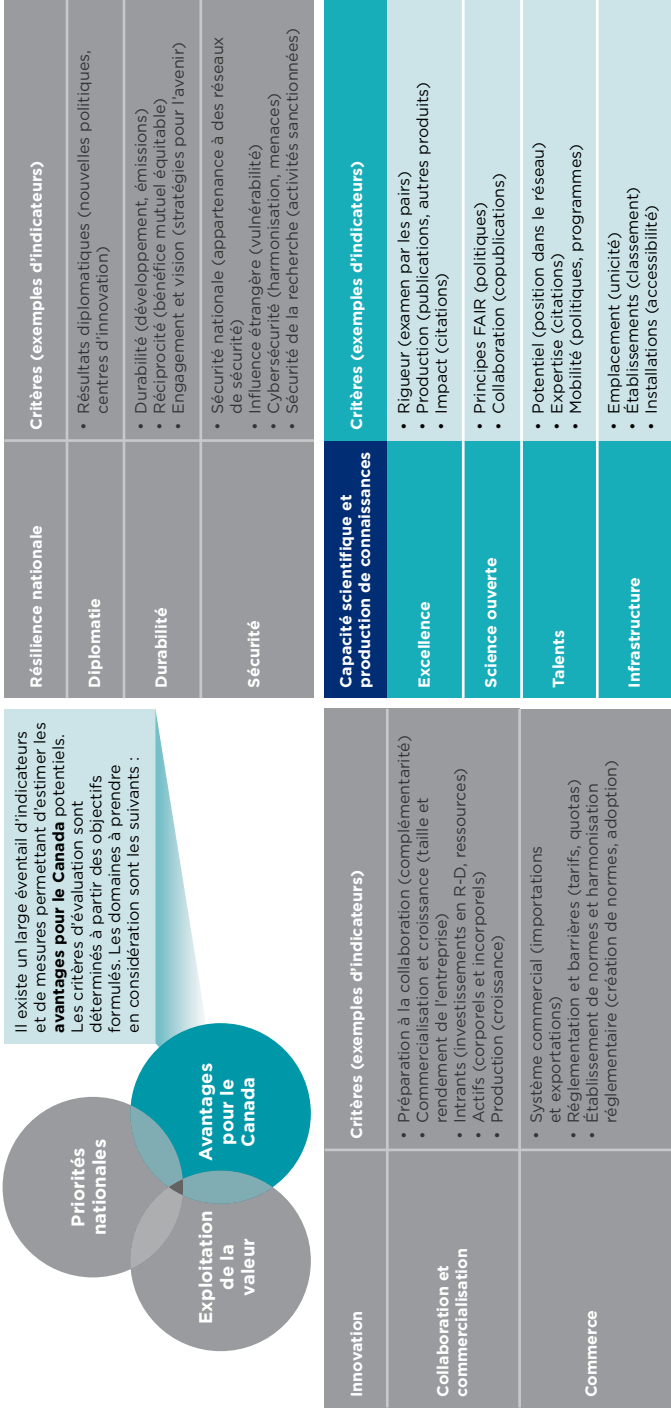 Priorités
nationales
Exploitation
de la
valeur
Avantages
pour le
Canada
Il existe un large éventail d'indicateurs
et de mesures permettant d'estimer les
avantages pour le Canada potentiels.
Les critères d'évaluation sont
déterminés à partir des objectifs
formulés. Les domaines à prendre
en considération sont les suivants :
Résilience nationale
Critères (exemples d'indicateurs)
Diplomatie
• Résultats diplomatiques (nouvelles politiques,
centres d'innovation)
Durabilité
• Durabilité (développement, émissions)
• Réciprocité (bénéfice mutuel équitable)
• Engagement et vision (stratégies pour l'avenir)
Sécurité
• Sécurité nationale (appartenance à des réseaux
de sécurité)
• Influence étrangère (vulnérabilité)
• Cybersécurité (harmonisation, menaces)
• Sécurité de la recherche (activités sanctionnées)
Innovation
Critères (exemples d'indicateurs)
Collaboration et
commercialisation
• Préparation à la collaboration (complémentarité)
• Commercialisation et croissance (taille et
rendement de l'entreprise)
• Intrants (investissements en R-D, ressources)
• Actifs (corporels et incorporels)
• Production (croissance)
Commerce
• Système commercial (importations
et exportations)
• Réglementation et barrières (tarifs, quotas)
• Établissement de normes et harmonisation
réglementaire (création de normes, adoption)
Capacité scientifique et
production de connaissances
Critères (exemples d'indicateurs)
Excellence
• Rigueur (examen par les pairs)
• Production (publications, autres produits)
• Impact (citations)
Science ouverte
• Principes FAIR (politiques)
• Collaboration (copublications)
Talents
• Potentiel (position dans le réseau)
• Expertise (citations)
• Mobilité (politiques, programmes)
Infrastructure
• Emplacement (unicité)
• Établissements (classement)
• Installations (accessibilité)